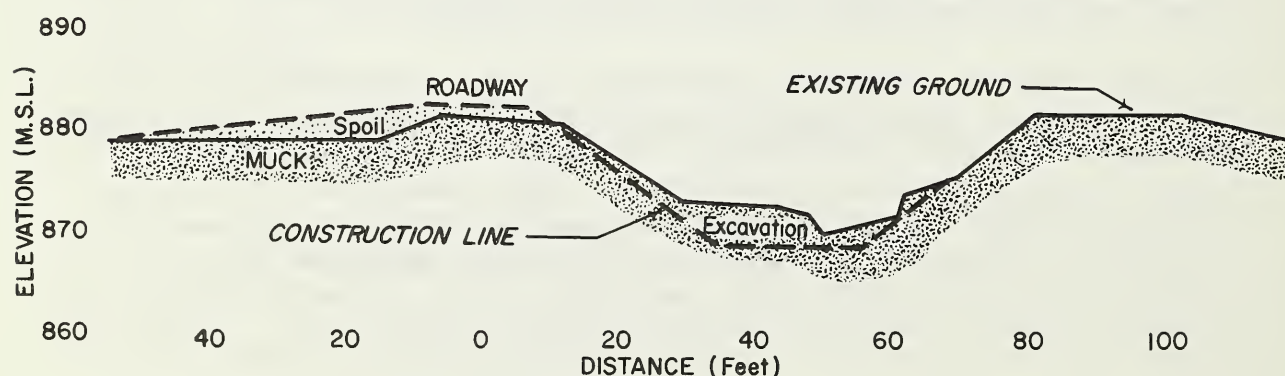 890
ELEVATION (M.S.L.)
ROADWAY
EXISTING GROUND
880
Spoil
MUCK
870
CONSTRUCTION LINE
Excavation
860
40 20 0 20 40 60 80 100
DISTANCE (Feet)